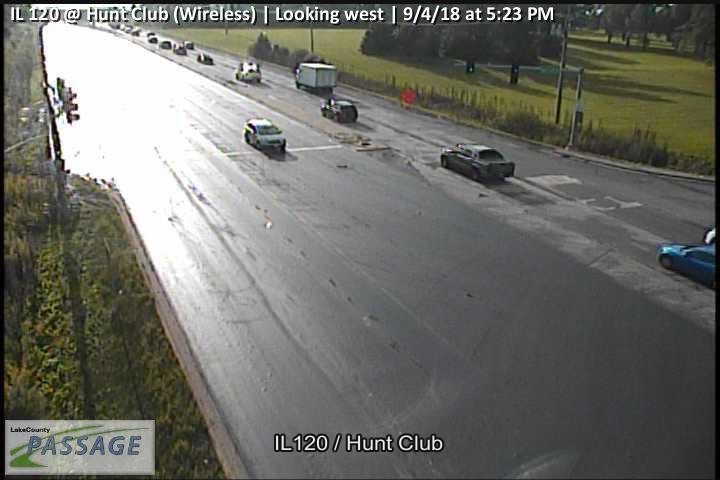 IL 120 @ Hunt Club (Wireless) | Looking west | 9/4/18 at 5:23 PM
LakeCounty
PASSAGE
IL120 / Hunt Club